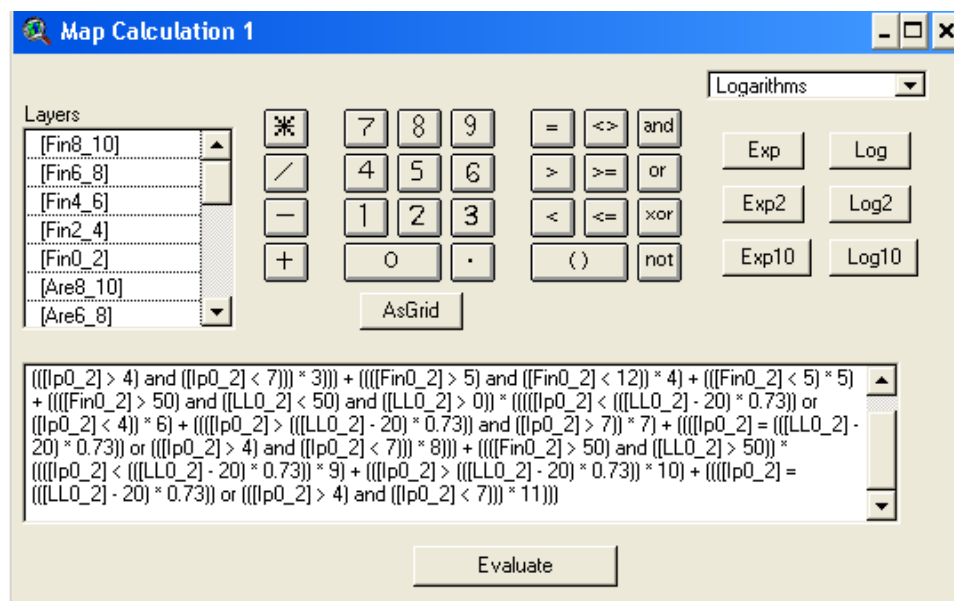 Map Calculation 1
Logarithms
Layers
[Fin8_10]
[Fin6_8]
[Fin4_6]
[Fin2_4]
[Fin0_2]
[Are8_10]
[Are6_8]
* 7 8 9 = <> and
/ 4 5 6 > >= or
- 1 2 3 < <= xor
+ 0 . () not
AsGrid
Exp Log
Exp2 Log2
Exp10 Log10
((([Ip0_2] > 4) and ([Ip0_2] < 7))) * 3))) + (((([Fin0_2] > 5) and ([Fin0_2] < 12)) * 4) + (([Fin0_2] < 5) * 5)
+ (((([Fin0_2] > 50) and ([LL0_2] < 50) and ([LL0_2] > 0)) * ((((([Ip0_2] < (([LL0_2] - 20) * 0.73)) or
([Ip0_2] < 4)) * 6) + (((([Ip0_2] > (([LL0_2] - 20) * 0.73)) and ([Ip0_2] > 7)) * 7) + (((([Ip0_2] = (([LL0_2] -
20) * 0.73)) or ((([Ip0_2] > 4) and ([Ip0_2] < 7))) * 8))) + (((([Fin0_2] > 50) and ([LL0_2] > 50)) *
(((([Ip0_2] < (([LL0_2] - 20) * 0.73)) * 9) + ((([Ip0_2] > (([LL0_2] - 20) * 0.73)) * 10) + (((([Ip0_2] =
(([LL0_2] - 20) * 0.73)) or ((([Ip0_2] > 4) and ([Ip0_2] < 7))) * 11)))
Evaluate